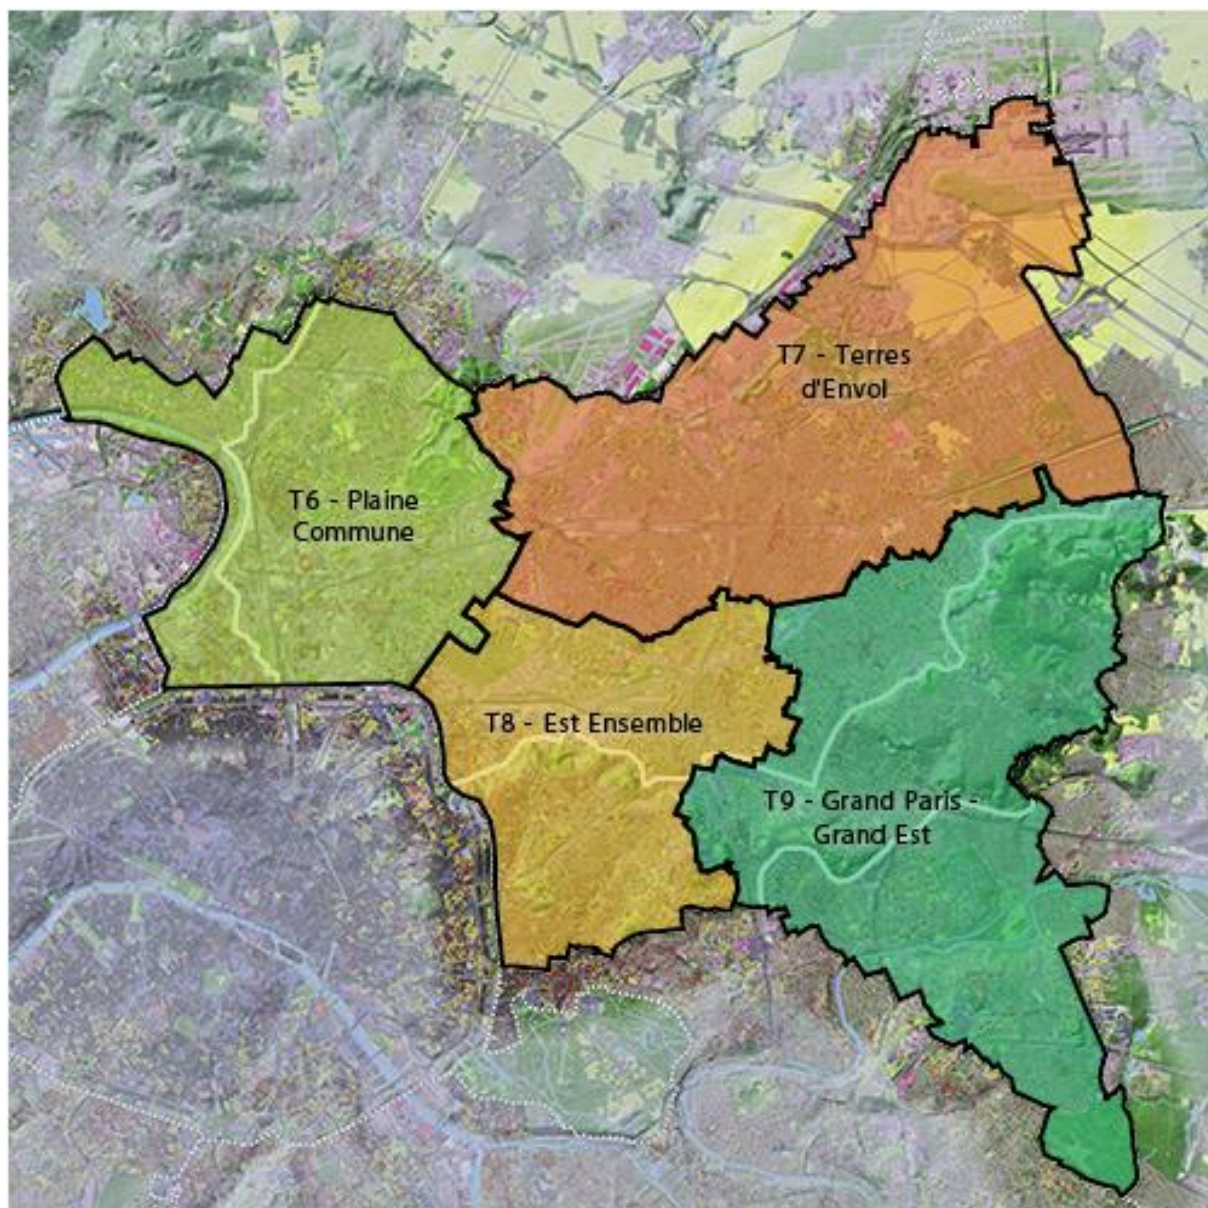 T7 - Terres
d'Envol
T6 - Plaine
Commune
T8 - Est Ensemble
T9 - Grand Paris -
Grand Est